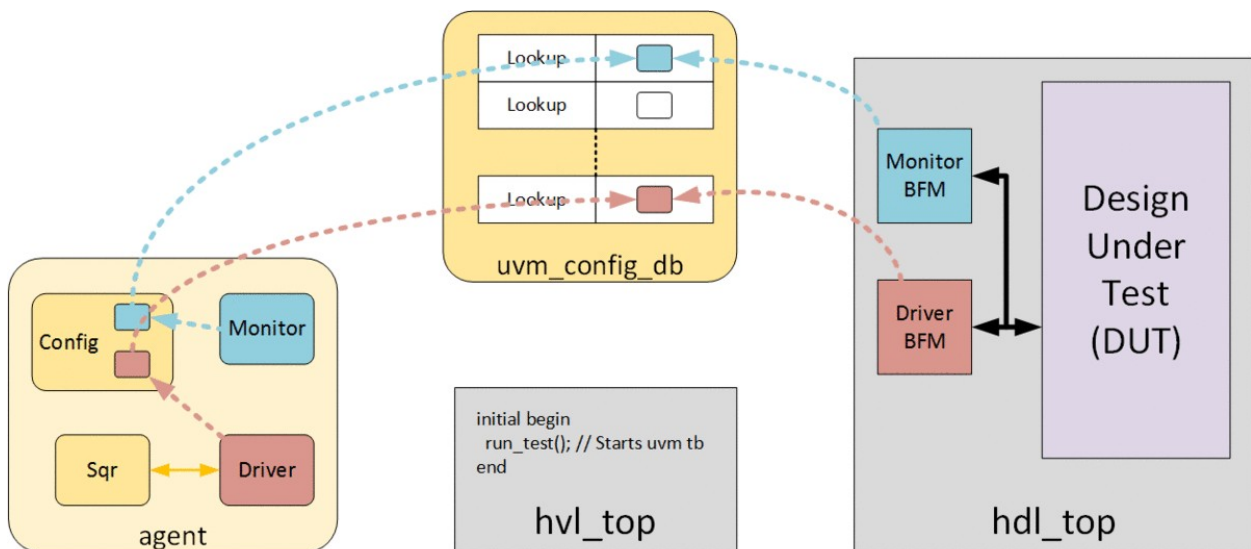 Lookup
Lookup
Lookup
uvm_config_db
Config
Monitor
Sqr
Driver
agent
initial begin
run_test(); // Starts uvm tb
end
hvl_top
Monitor
BFM
Driver
BFM
Design
Under
Test
(DUT)
hdl_top